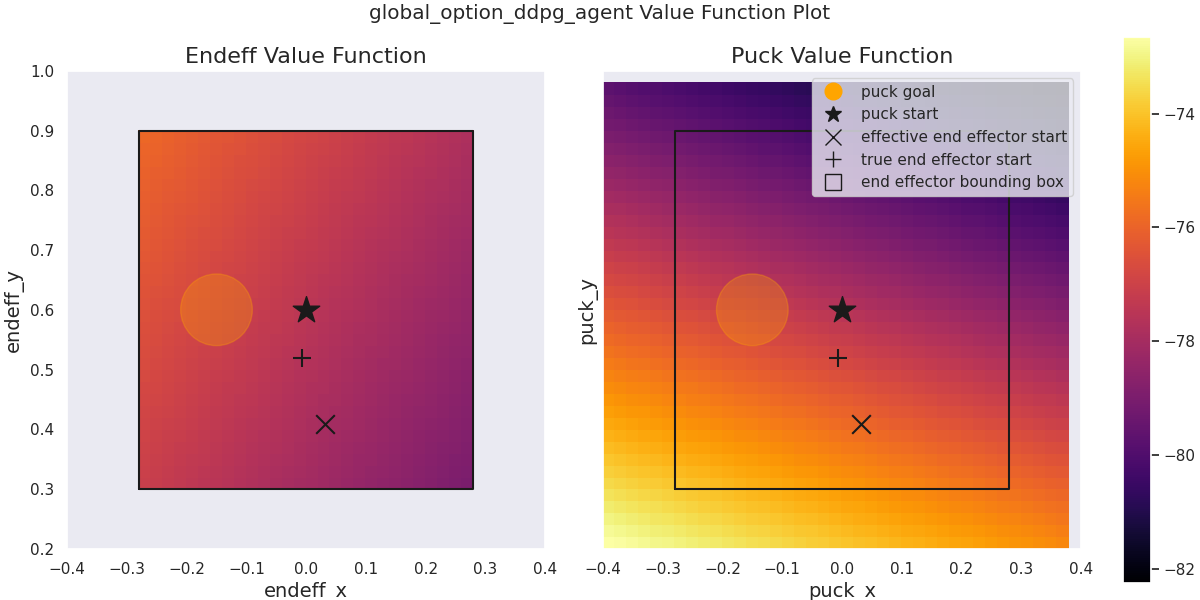 global_option_ddpg_agent Value Function Plot
Endeff Value Function
1.0
0.9
0.8
0.7
0.6
0.5
0.4
0.3
0.2
endeff_y
−0.4 −0.3 −0.2 −0.1 0.0 0.1 0.2 0.3 0.4
endeff_x
Puck Value Function
puck goal
puck start
effective end effector start
true end effector start
end effector bounding box
puck_y
−0.4 −0.3 −0.2 −0.1 0.0 0.1 0.2 0.3 0.4
puck_x
−74
−76
−78
−80
−82